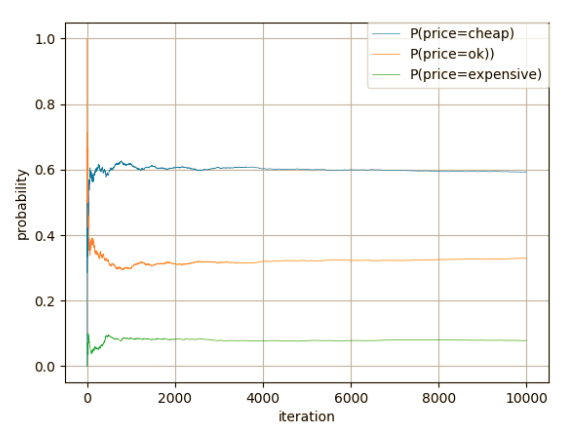 P(price=cheap)
P(price=ok))
P(price=expensive)
1.0
0.8
0.6
0.4
0.2
0.0
probability
0 2000 4000 6000 8000 10000
iteration